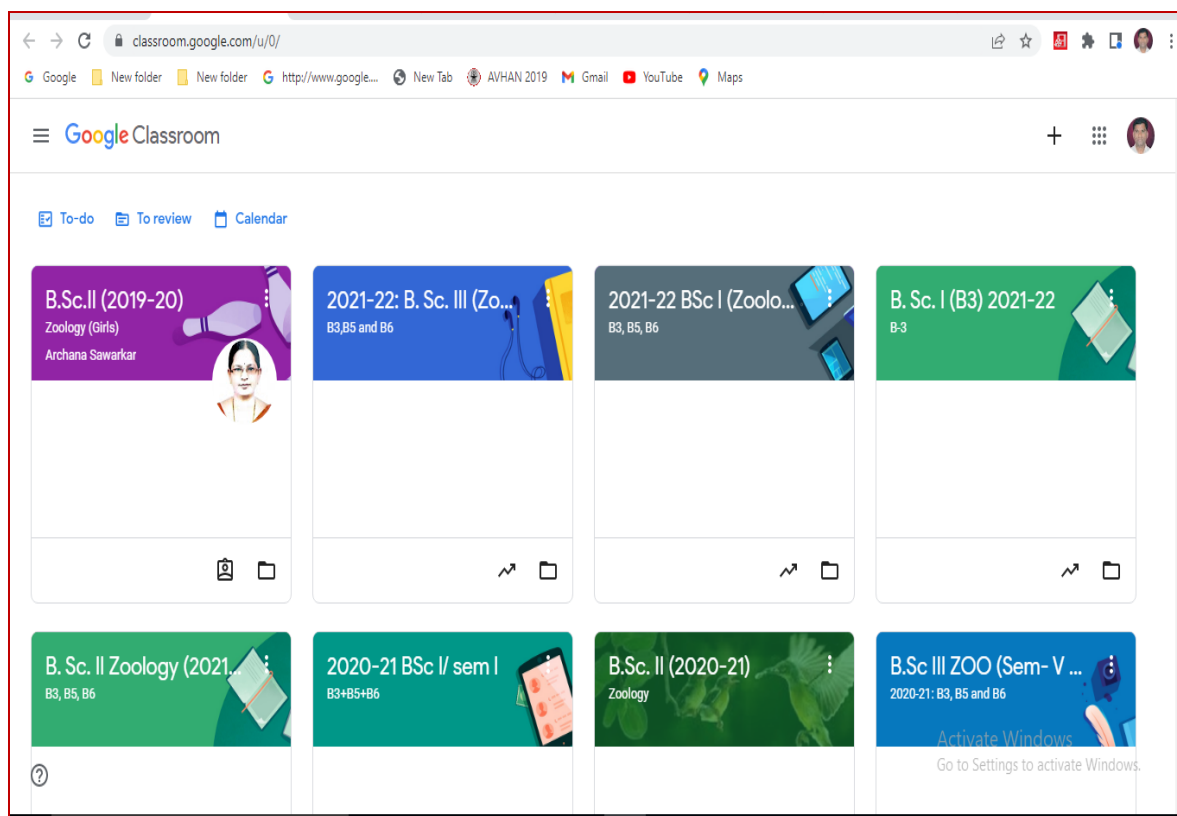 classroom.google.com/u/0/
Google New folder New folder http://www.google.... New Tab AVHAN 2019 Gmail YouTube Maps
Google Classroom
To-do To review Calendar
B.Sc.II (2019-20)
Zoology (Girls)
Archana Sawarkar
2021-22: B. Sc. III (Zo...
B3,B5 and B6
2021-22 BSc I (Zoolo...
B3, B5, B6
B. Sc. I (B3) 2021-22
B-3
B. Sc. II Zoology (2021...
B3, B5, B6
2020-21 BSc I/ sem I
B3+B5+B6
B.Sc. II (2020-21)
Zoology
B.Sc III ZOO (Sem- V ...
2020-21: B3, B5 and B6
Activate Windows
Go to Settings to activate Windows.